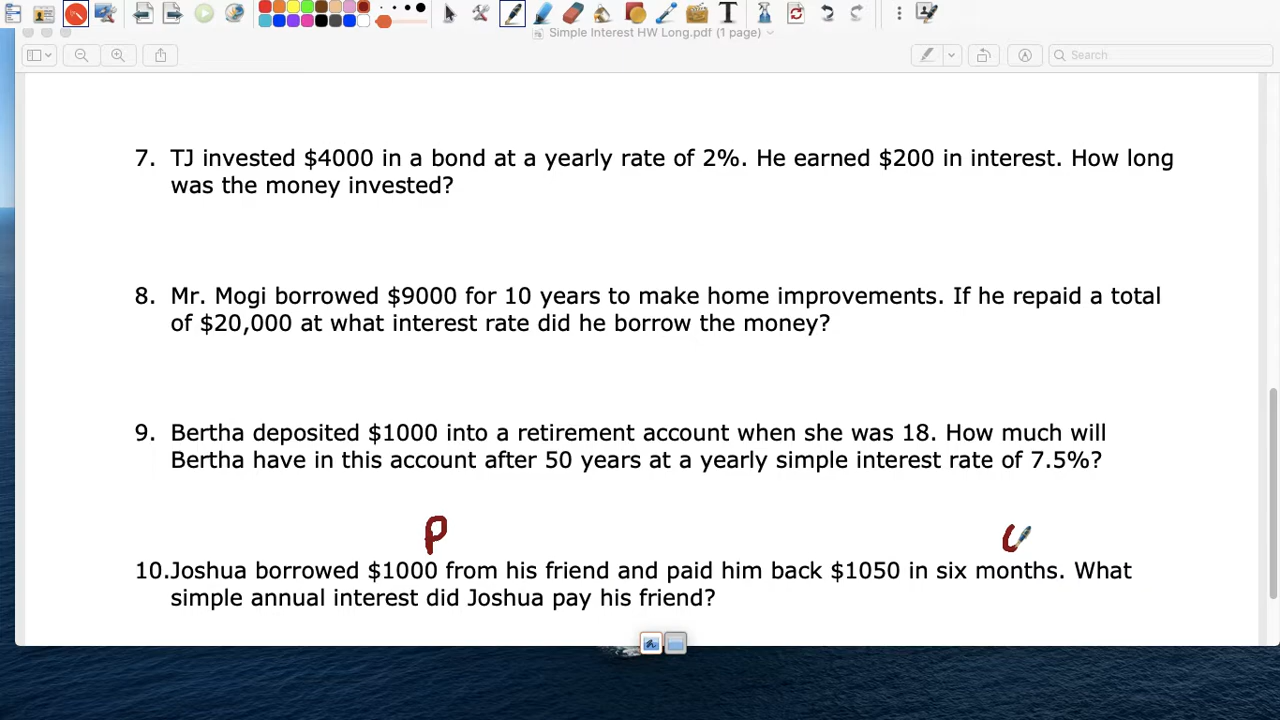 Simple Interest HW Long.pdf (1 page)
Search
7. TJ invested $4000 in a bond at a yearly rate of 2%. He earned $200 in interest. How long
was the money invested?
8. Mr. Mogi borrowed $9000 for 10 years to make home improvements. If he repaid a total
of $20,000 at what interest rate did he borrow the money?
9. Bertha deposited $1000 into a retirement account when she was 18. How much will
Bertha have in this account after 50 years at a yearly simple interest rate of 7.5%?
P
10.Joshua borrowed $1000 from his friend and paid him back $1050 in six months. What
simple annual interest did Joshua pay his friend?